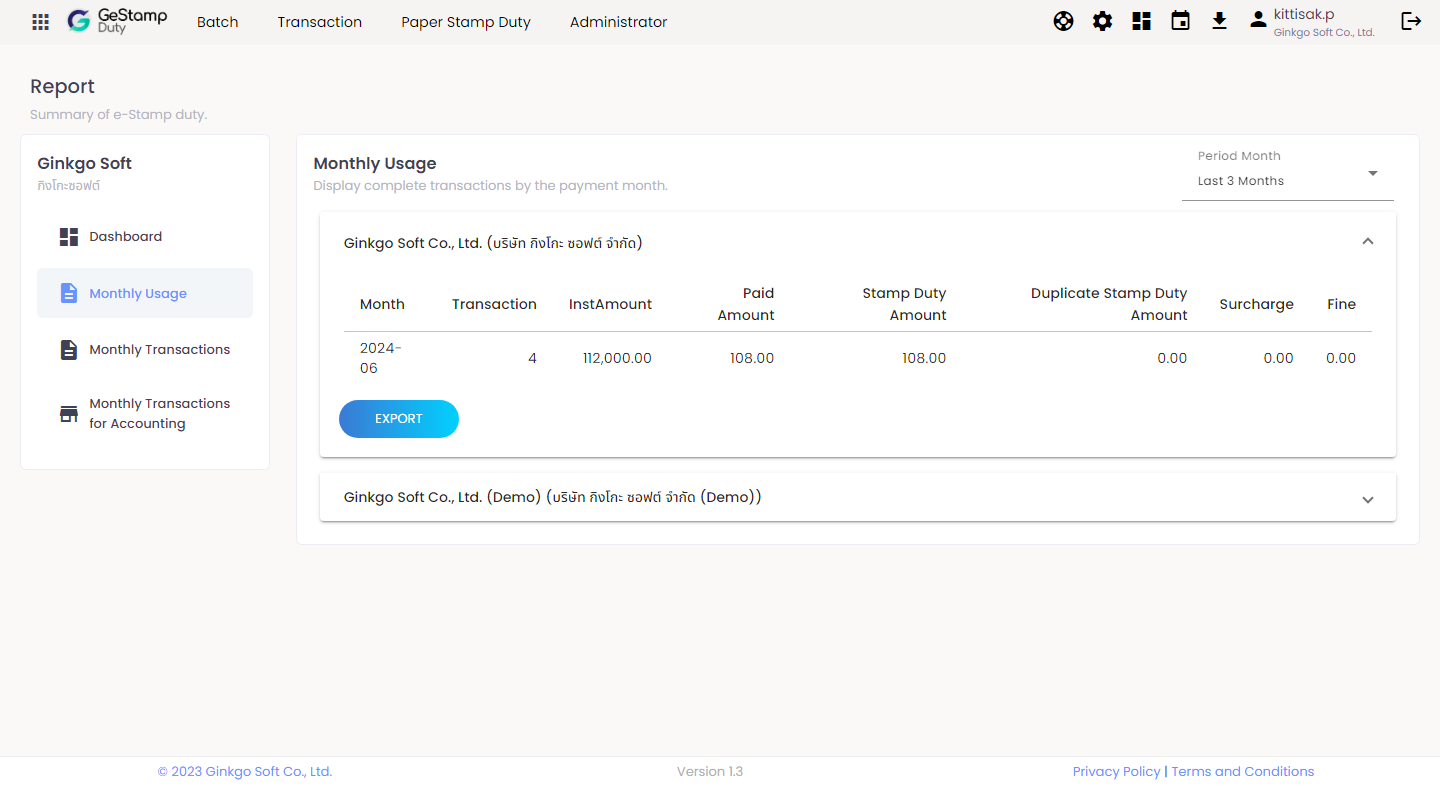 GeStamp
Duty
Batch
Transaction
Paper Stamp Duty
Administrator
kittisak.p
Ginkgo Soft Co., Ltd.
Report
Summary of e-Stamp duty.
Ginkgo Soft
กิงโกะซอฟต์
Dashboard
Monthly Usage
Monthly Transactions
Monthly Transactions
for Accounting
Monthly Usage
Display complete transactions by the payment month.
Period Month
Last 3 Months
Ginkgo Soft Co., Ltd. (บริษัท กิงโกะ ซอฟต์ จำกัด)
Month Transaction InstAmount Paid Amount Stamp Duty Amount Duplicate Stamp Duty Amount Surcharge Fine
2024-06 4 112,000.00 108.00 108.00 0.00 0.00 0.00
EXPORT
Ginkgo Soft Co., Ltd. (Demo) (บริษัท กิงโกะ ซอฟต์ จำกัด (Demo))
© 2023 Ginkgo Soft Co., Ltd.
Version 1.3
Privacy Policy | Terms and Conditions